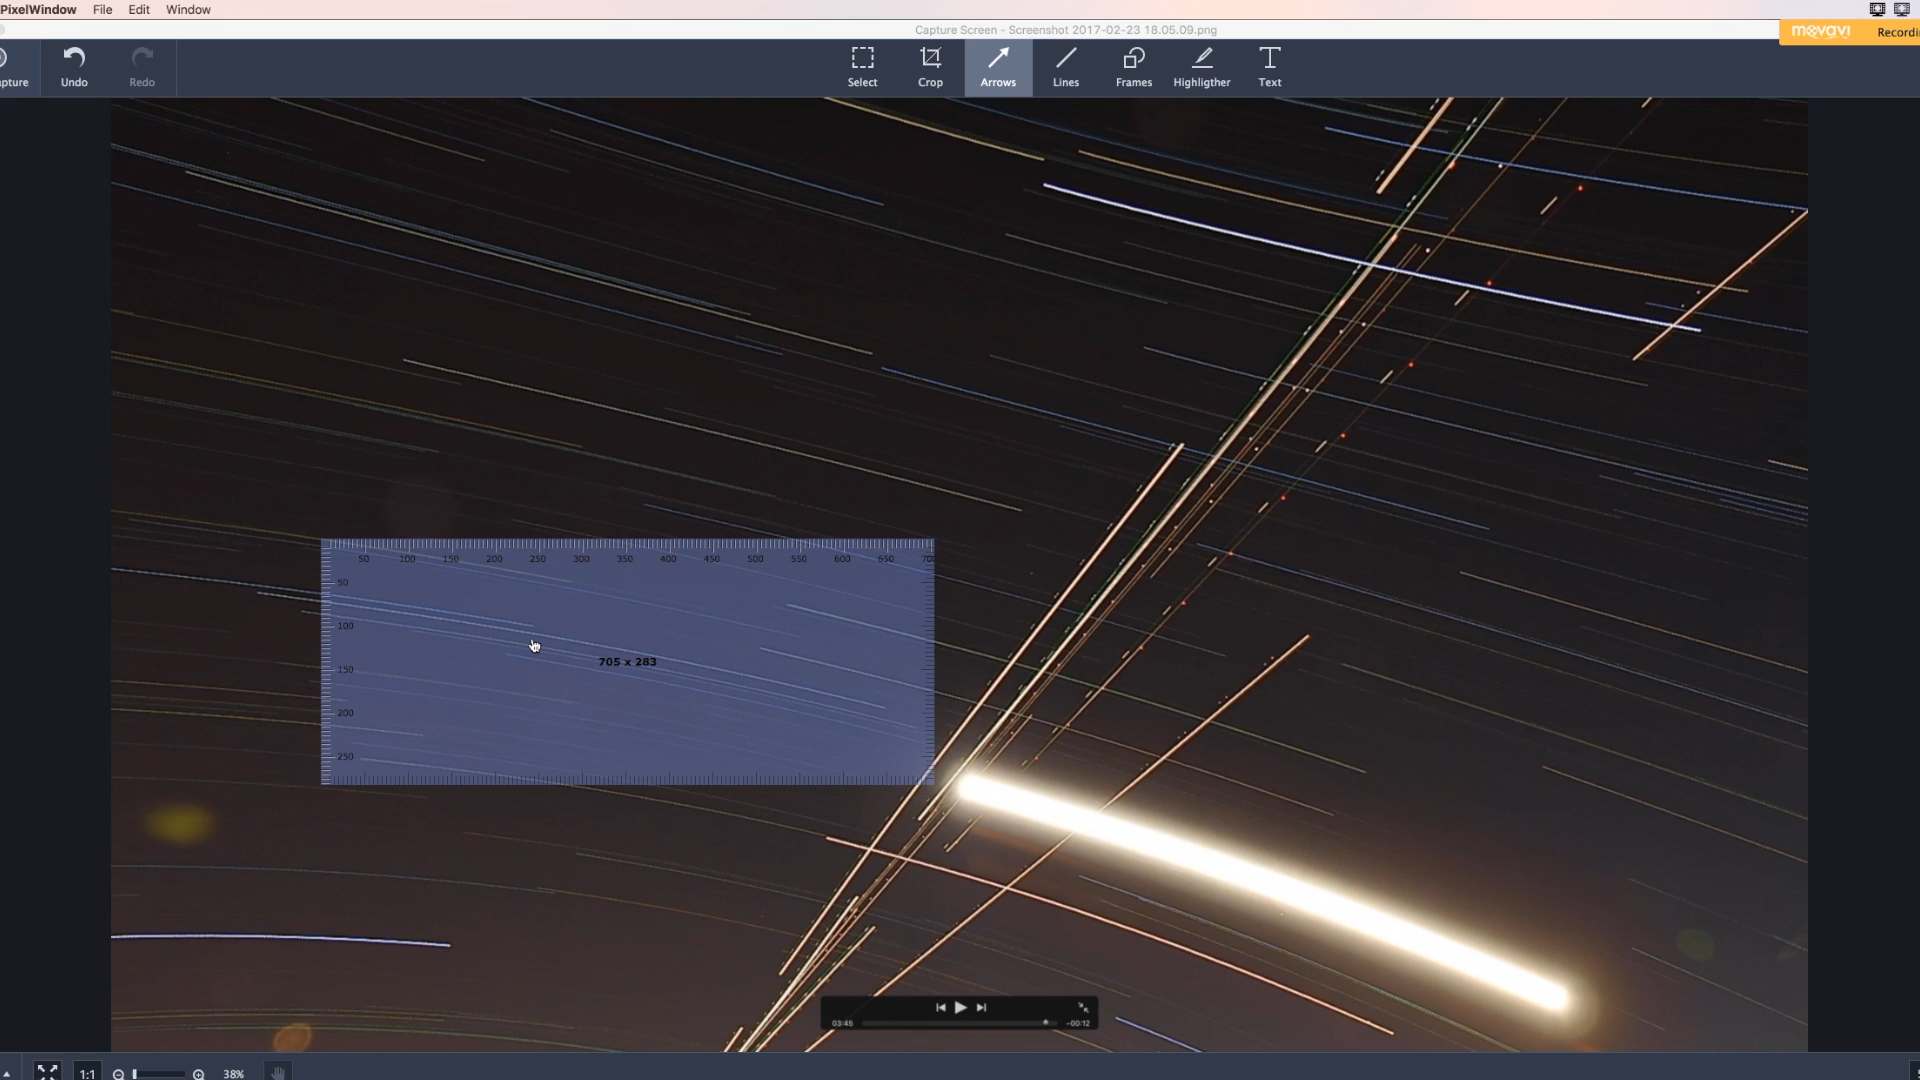 PixelWindow File Edit Window
Capture Screen - Screenshot 2017-02-23 18.05.09.png
movavi Recordi
pture Undo Redo Select Crop Arrows Lines Frames Highligther Text
50 100 150 200 250 300 350 400 450 500 550 600 650 70
50
100
150
200
250
705 x 283
03:45 -00:12
1:1 38%